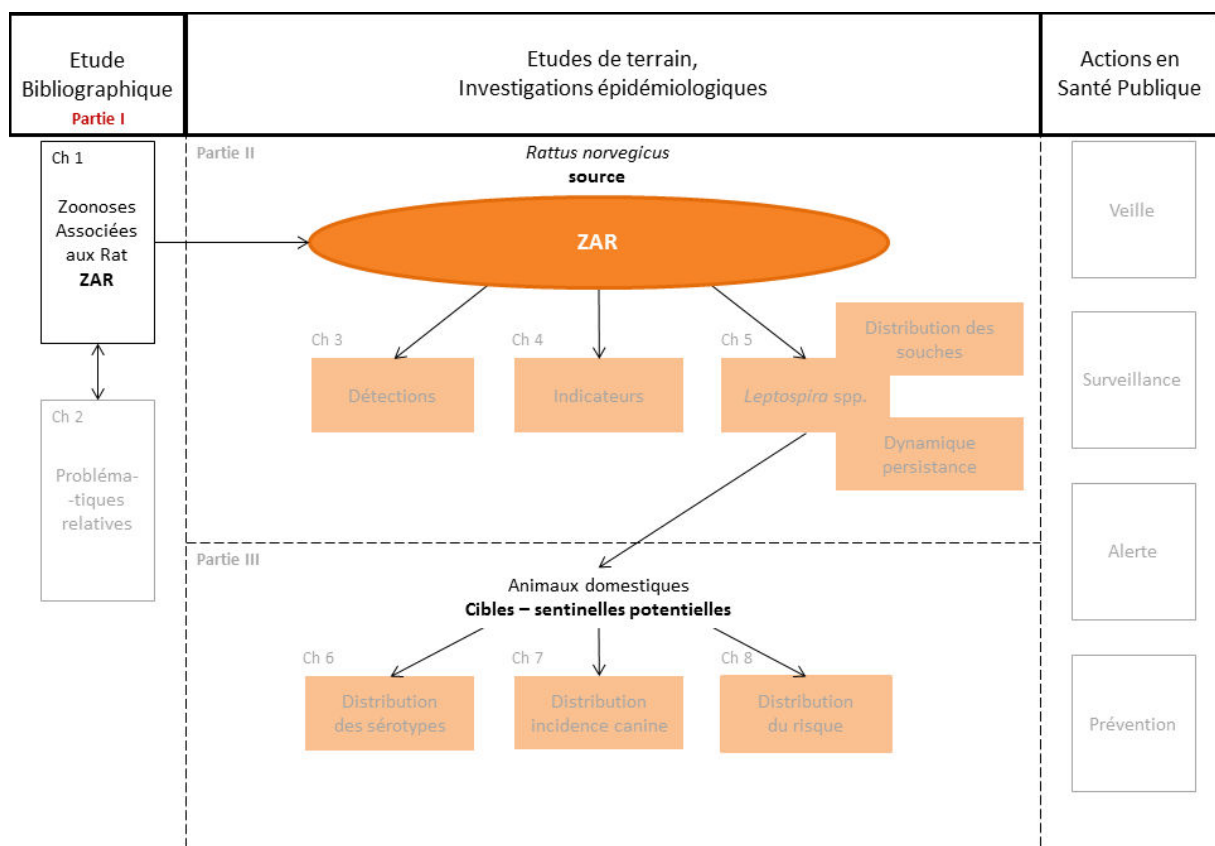 Etude
Bibliographique
Partie I
Etudes de terrain,
Investigations épidémiologiques
Actions en
Santé Publique
Ch 1
Zoonoses
Associées
aux Rat
ZAR
Ch 2
Probléma-
-tiques
relatives
Partie II
Rattus norvegicus
source
ZAR
Ch 3
Détections
Ch 4
Indicateurs
Ch 5
Leptospira spp.
Distribution des
souches
Dynamique
persistance
Partie III
Animaux domestiques
Cibles – sentinelles potentielles
Ch 6
Distribution
des sérotypes
Ch 7
Distribution
incidence canine
Ch 8
Distribution
du risque
Veille
Surveillance
Alerte
Prévention